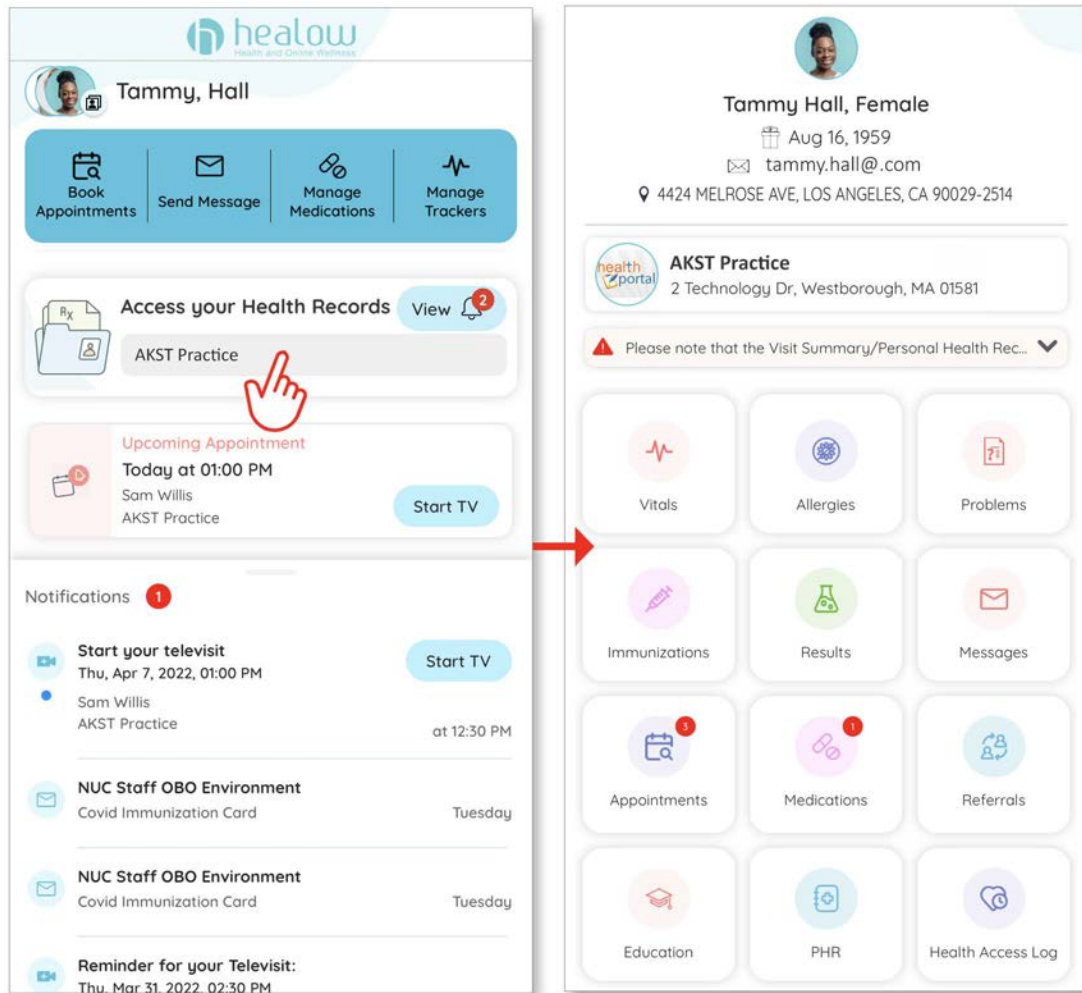 healow
Health and Online Wellness
Tammy, Hall
Book Appointments
Send Message
Manage Medications
Manage Trackers
Access your Health Records
View
2
Rx
AKST Practice
Upcoming Appointment
Today at 01:00 PM
Sam Willis
AKST Practice
Start TV
Notifications 1
Start your televisit
Thu, Apr 7, 2022, 01:00 PM
Start TV
Sam Willis
AKST Practice
at 12:30 PM
NUC Staff OBO Environment
Covid Immunization Card
Tuesday
NUC Staff OBO Environment
Covid Immunization Card
Tuesday
Reminder for your Televisit:
Thu, Mar 31, 2022, 02:30 PM
Tammy Hall, Female
Aug 16, 1959
tammy.hall@.com
4424 MELROSE AVE, LOS ANGELES, CA 90029-2514
health
portal
AKST Practice
2 Technology Dr, Westborough, MA 01581
Please note that the Visit Summary/Personal Health Rec...
Vitals
Allergies
Problems
Immunizations
Results
Messages
3
Appointments
1
Medications
Referrals
Education
PHR
Health Access Log